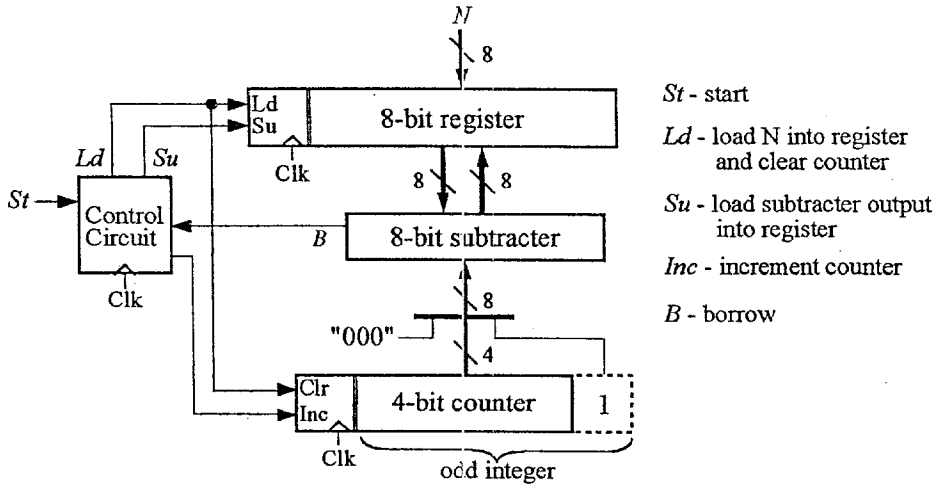 N
8
Ld
Su
8-bit register
Clk
St - start
Ld - load N into register
and clear counter
Su - load subtracter output
into register
Inc - increment counter
B - borrow
Ld
Su
8
8
St
Control
Circuit
Clk
B
8-bit subtracter
8
"000"
4
Clr
Inc
4-bit counter
1
Clk
odd integer